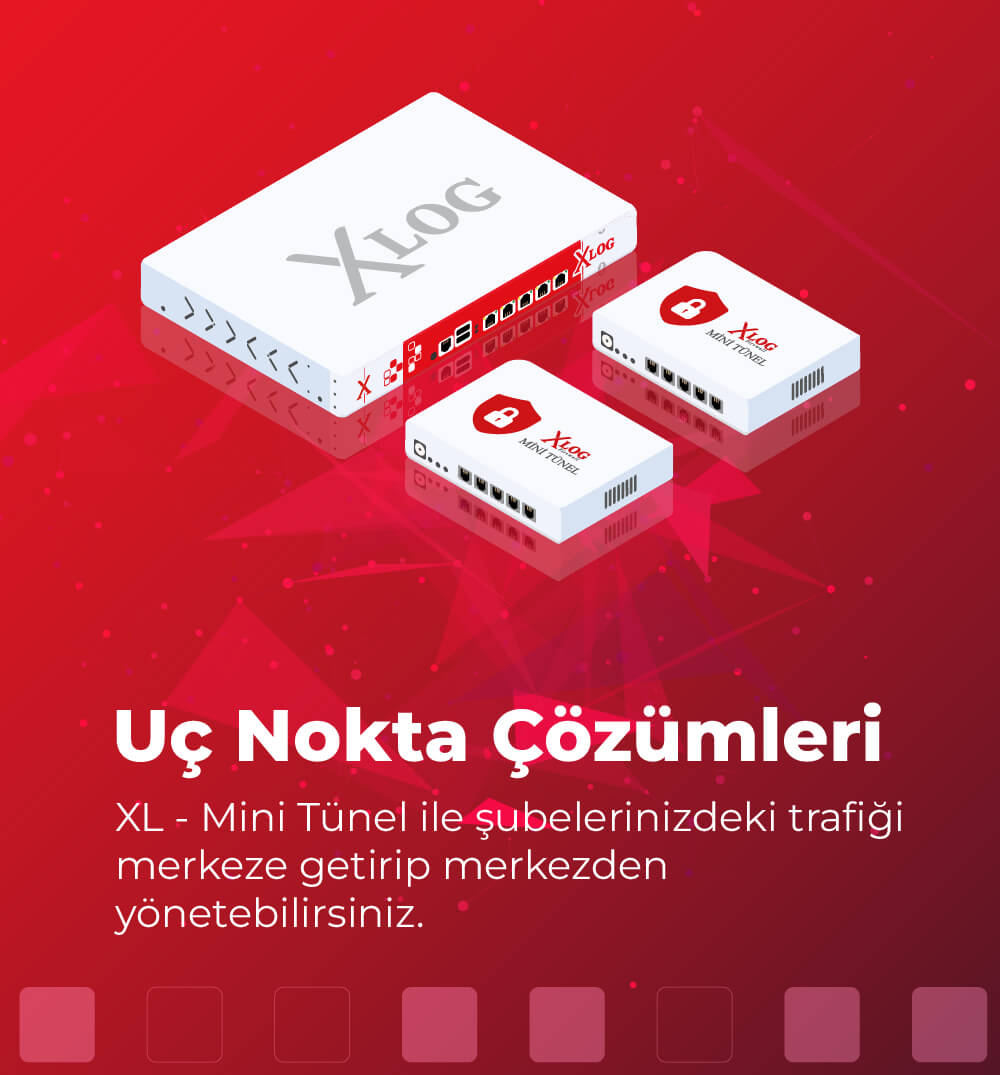 XLOG
XLOG
X
XLOG
MİNİ TÜNEL
XLOG
MİNİ TÜNEL
Uç Nokta Çözümleri
XL - Mini Tünel ile şubelerinizdeki trafiği
merkeze getirip merkezden
yönetebilirsiniz.